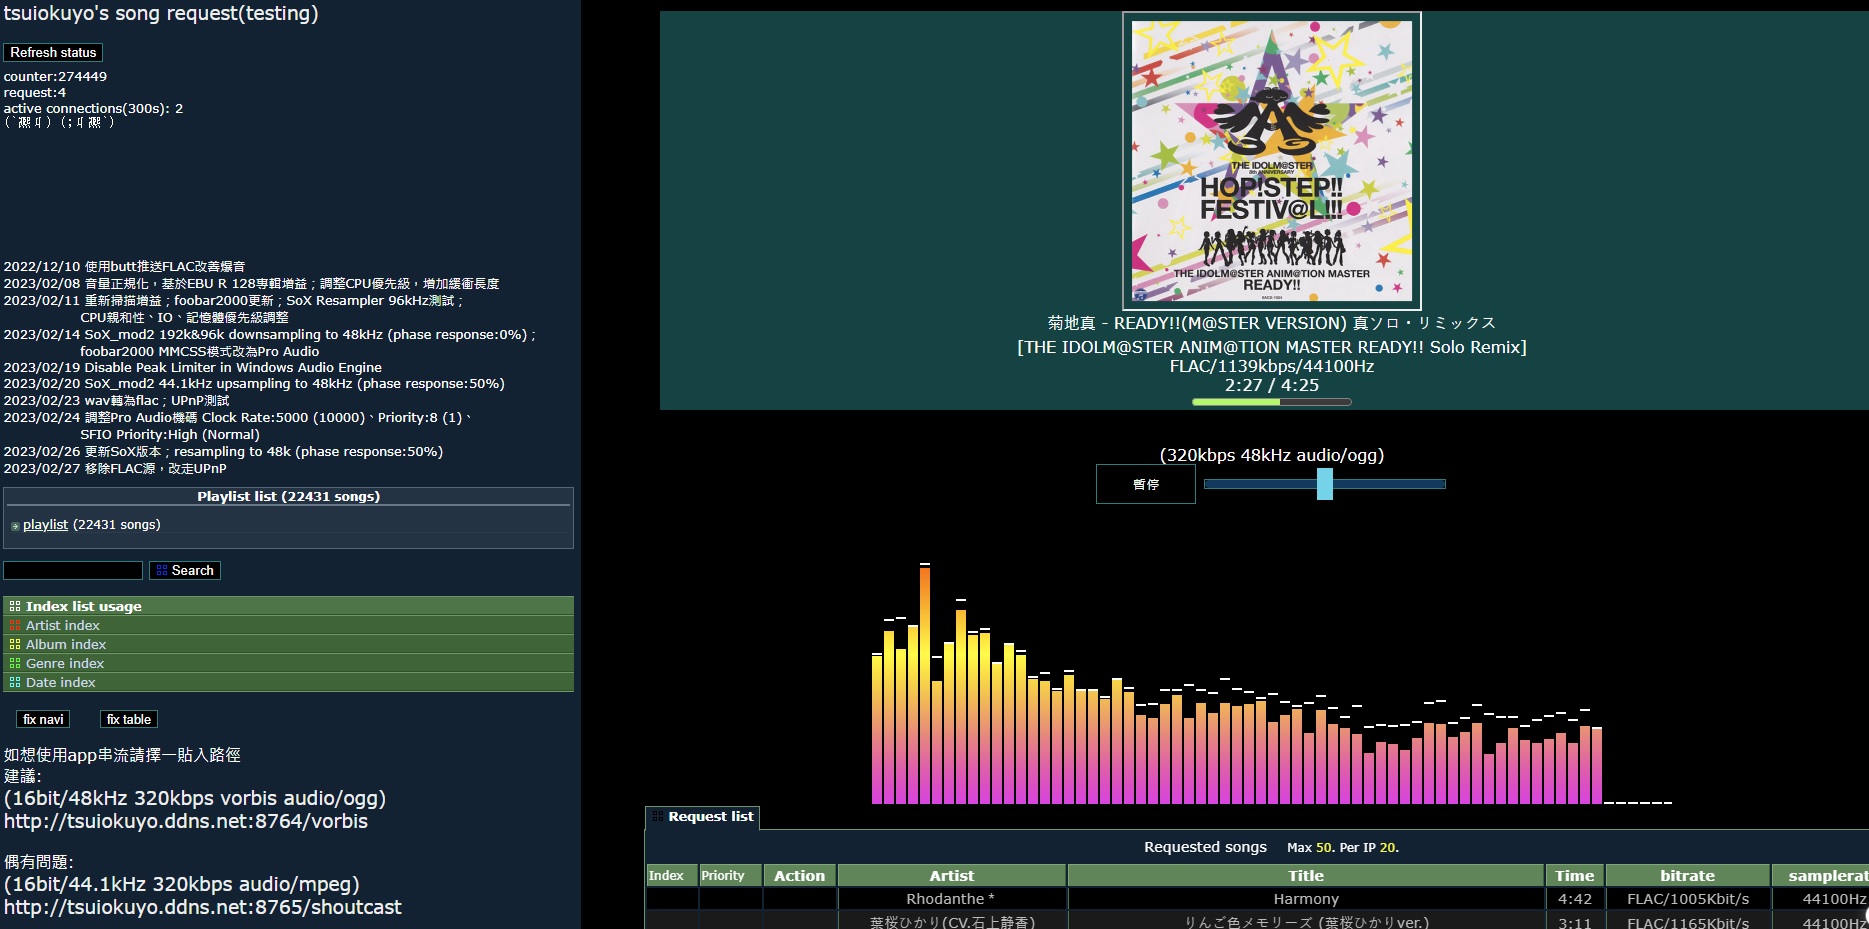 tsuiokuyo's song request(testing)
Refresh status
counter:274449
request:4
active connections(300s): 2
2022/12/10 使用butt推送FLAC改善爆音
2023/02/08 音量正規化，基於EBU R 128專輯增益；調整CPU優先級，增加緩衝長度
2023/02/11 重新掃描增益；foobar2000更新；SoX Resampler 96kHz測試；
CPU親和性、IO、記憶體優先級調整
2023/02/14 SoX_mod2 192k&96k downsampling to 48kHz (phase response:0%)；
foobar2000 MMCSS模式改為Pro Audio
2023/02/19 Disable Peak Limiter in Windows Audio Engine
2023/02/20 SoX_mod2 44.1kHz upsampling to 48kHz (phase response:50%)
2023/02/23 wav轉為flac；UPnP測試
2023/02/24 調整Pro Audio機碼 Clock Rate:5000 (10000)、Priority:8 (1)、
SFIO Priority:High (Normal)
2023/02/26 更新SoX版本；resampling to 48k (phase response:50%)
2023/02/27 移除FLAC源，改走UPnP
Playlist list (22431 songs)
playlist (22431 songs)
Search
Index list usage
Artist index
Album index
Genre index
Date index
fix navi
fix table
如想使用app串流請擇一貼入路徑
建議:
(16bit/48kHz 320kbps vorbis audio/ogg)
http://tsuiokuyo.ddns.net:8764/vorbis
偶有問題:
(16bit/44.1kHz 320kbps audio/mpeg)
http://tsuiokuyo.ddns.net:8765/shoutcast
THE IDOLM@STER
8th ANNIVERSARY
HOP!STEP!!
FESTIV@L!!!
THE IDOLM@STER ANIM@TION MASTER
READY!!
菊地真 - READY!!(M@STER VERSION) 真ソロ・リミックス
[THE IDOLM@STER ANIM@TION MASTER READY!! Solo Remix]
FLAC/1139kbps/44100Hz
2:27 / 4:25
(320kbps 48kHz audio/ogg)
暫停
Request list
Requested songs Max 50. Per IP 20.
Index Priority Action Artist Title Time bitrate samplerat
Rhodanthe * Harmony 4:42 FLAC/1005Kbit/s 44100Hz
葉桜ひかり(CV.石上静香) りんご色メモリーズ (葉桜ひかりver.) 3:11 FLAC/1165Kbit/s 44100Hz